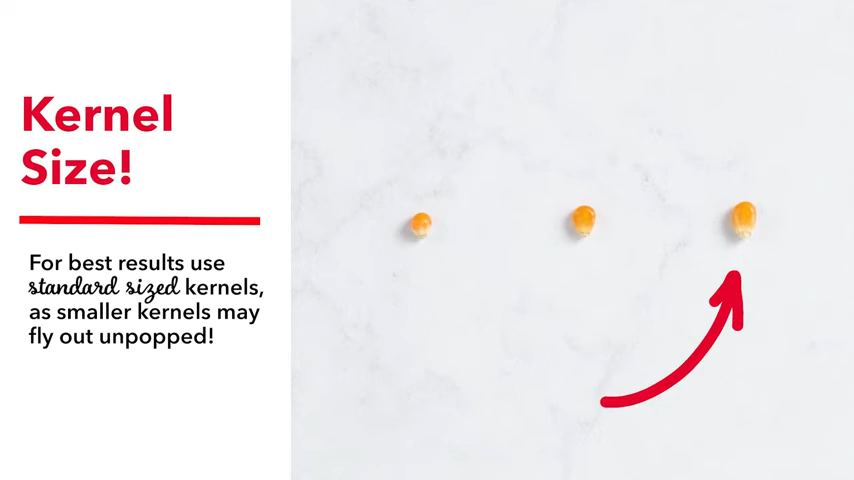 Kernel
Size!
For best results use
standard sized kernels,
as smaller kernels may
fly out unpopped!